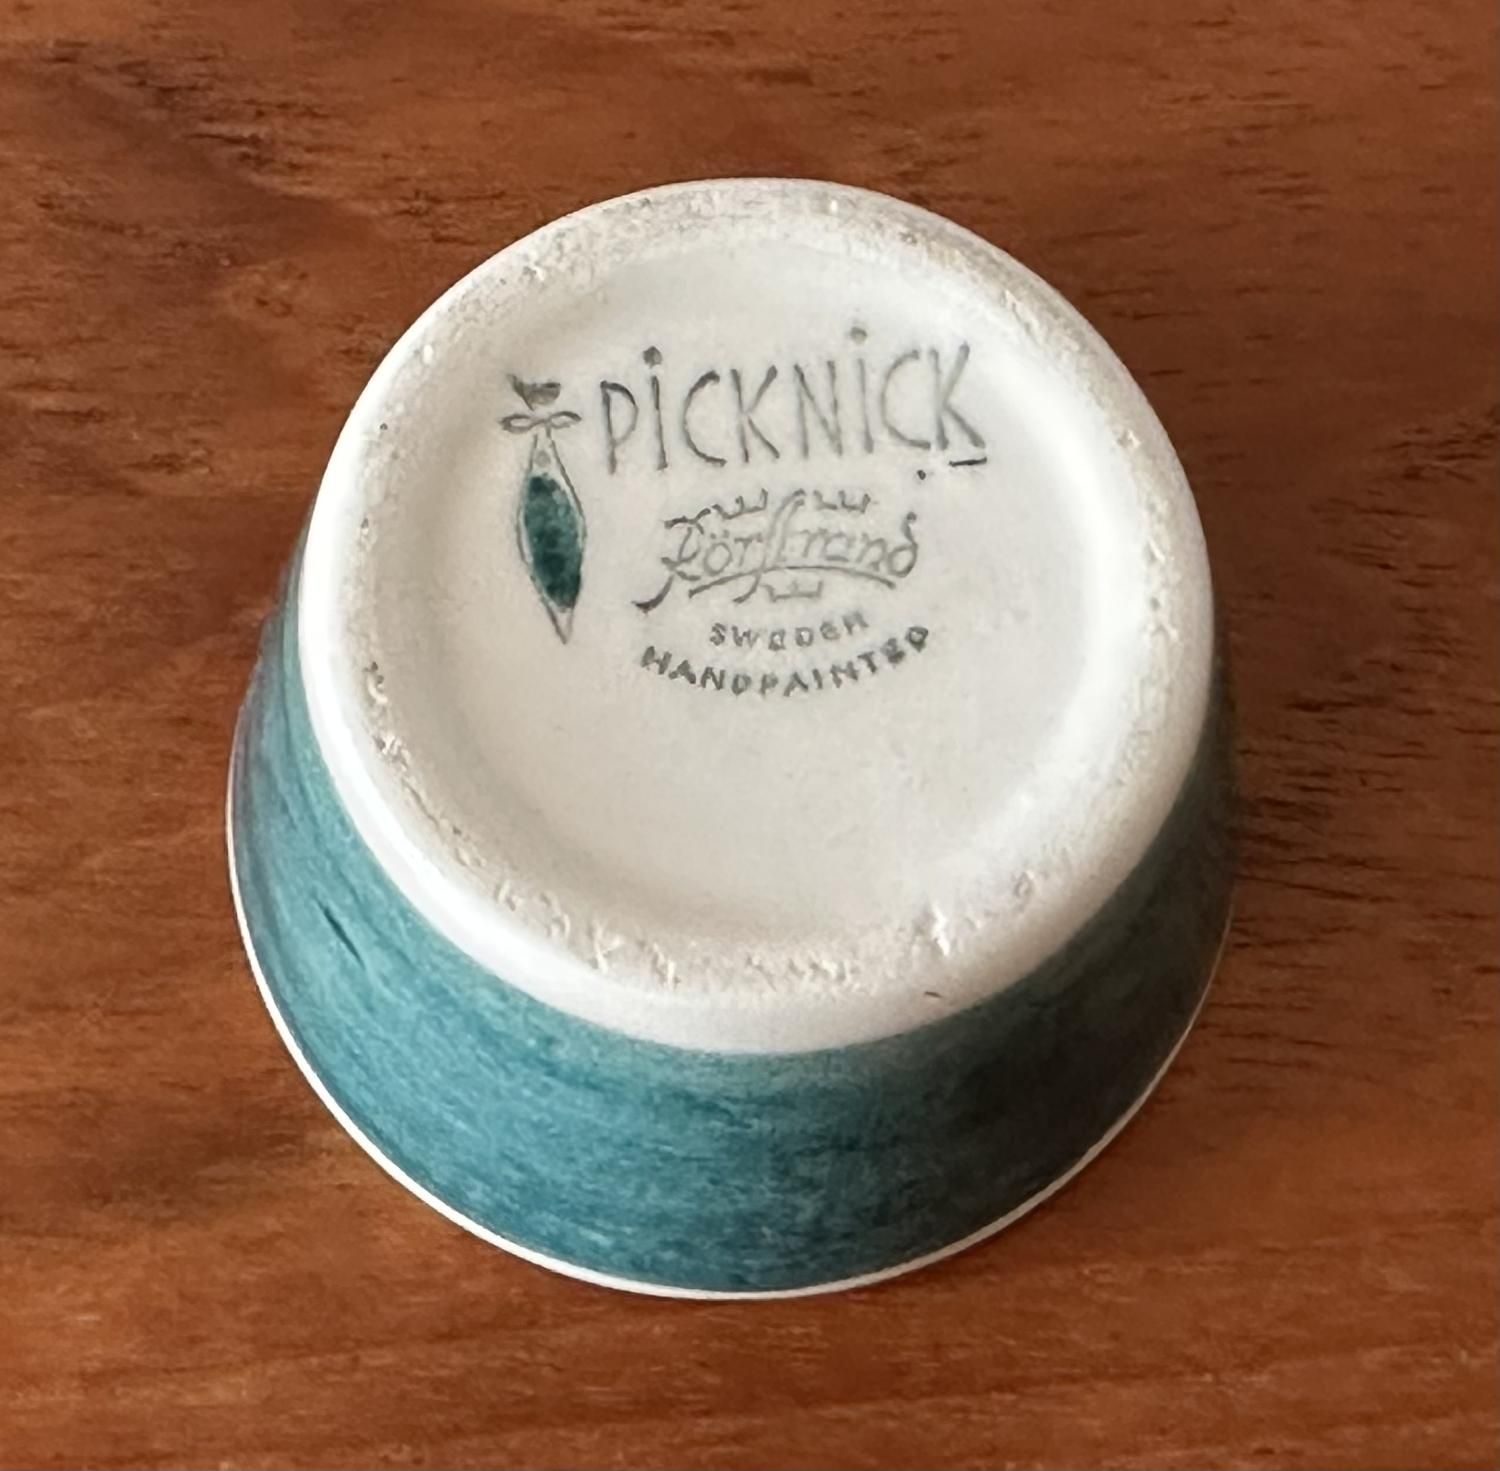 PiCKNiCK
Rörstrand
SWEDEN
HANDPAINTED